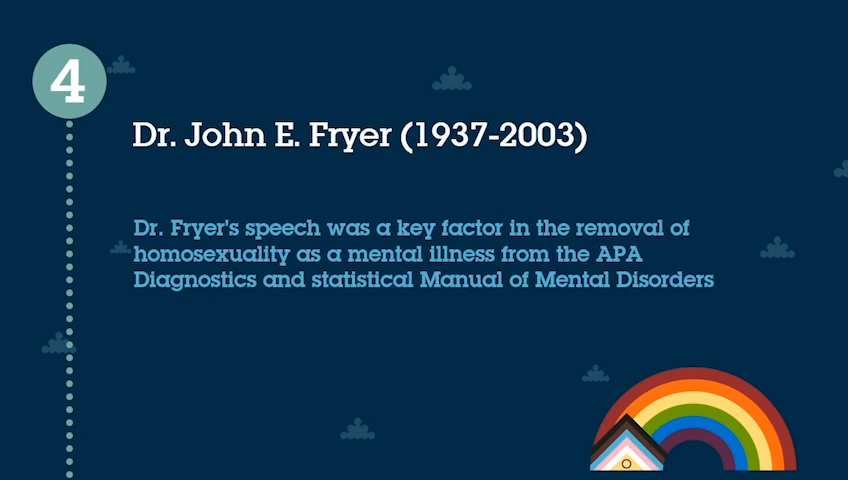 4
Dr. John E. Fryer (1937-2003)
Dr. Fryer's speech was a key factor in the removal of
homosexuality as a mental illness from the APA
Diagnostics and statistical Manual of Mental Disorders